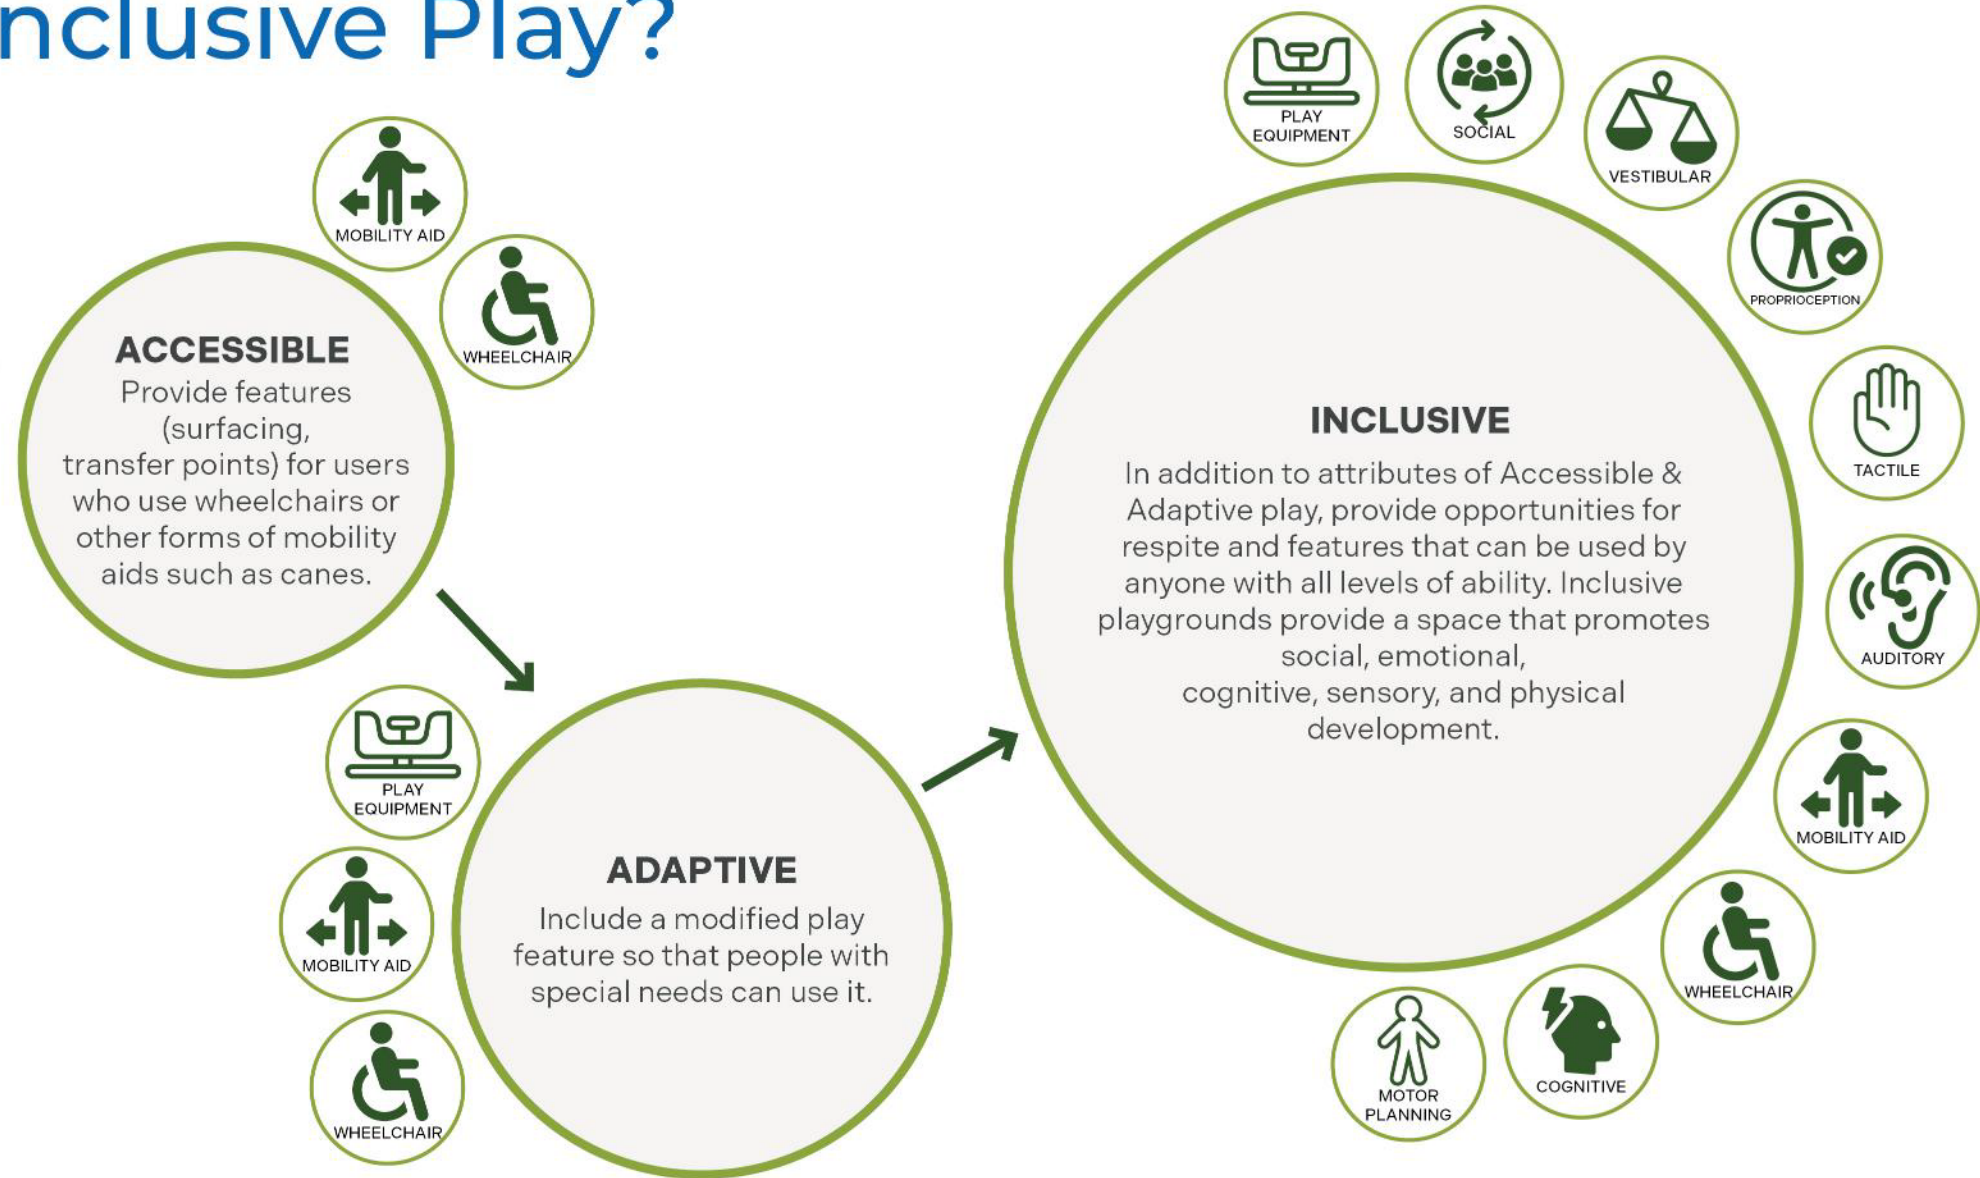 nclusive Play?
MOBILITY AID
WHEELCHAIR
ACCESSIBLE
Provide features
(surfacing,
transfer points) for users
who use wheelchairs or
other forms of mobility
aids such as canes.
PLAY
EQUIPMENT
MOBILITY AID
WHEELCHAIR
ADAPTIVE
Include a modified play
feature so that people with
special needs can use it.
PLAY
EQUIPMENT
SOCIAL
VESTIBULAR
PROPRIOCEPTION
TACTILE
AUDITORY
MOBILITY AID
WHEELCHAIR
COGNITIVE
MOTOR
PLANNING
INCLUSIVE
In addition to attributes of Accessible &
Adaptive play, provide opportunities for
respite and features that can be used by
anyone with all levels of ability. Inclusive
playgrounds provide a space that promotes
social, emotional,
cognitive, sensory, and physical
development.